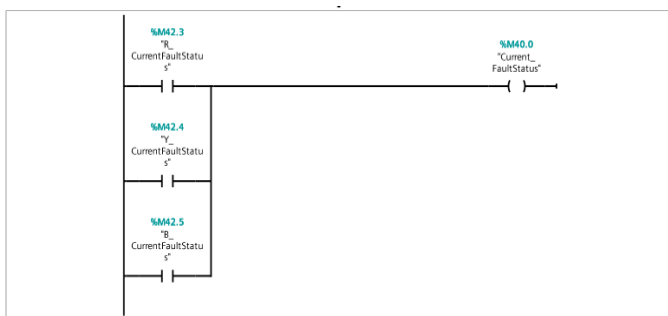 %M42.3
"R_
CurrentFaultStatu
s"
%M40.0
"Current_
FaultStatus"
%M42.4
"Y_
CurrentFaultStatu
s"
%M42.5
"B_
CurrentFaultStatu
s"